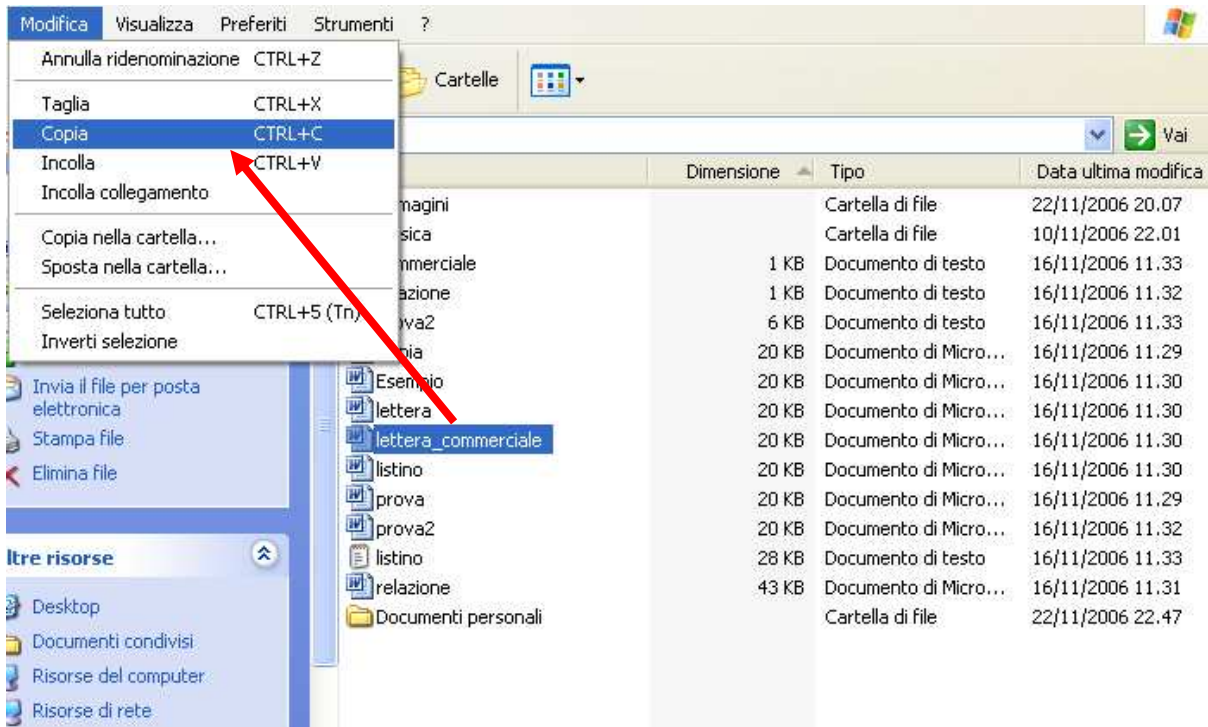 Modifica Visualizza Preferiti Strumenti ?
Annulla ridenominazione CTRL+Z
Taglia CTRL+X
Copia CTRL+C
Incolla CTRL+V
Incolla collegamento
Copia nella cartella...
Sposta nella cartella...
Seleziona tutto CTRL+5 (Tn)
Inverti selezione
Cartelle
Vai
Dimensione Tipo Data ultima modifica
magini Cartella di file 22/11/2006 20.07
sica Cartella di file 10/11/2006 22.01
mmerciale 1 KB Documento di testo 16/11/2006 11.33
azione 1 KB Documento di testo 16/11/2006 11.32
ova2 6 KB Documento di testo 16/11/2006 11.33
pia 20 KB Documento di Micro... 16/11/2006 11.29
Esempio 20 KB Documento di Micro... 16/11/2006 11.30
lettera 20 KB Documento di Micro... 16/11/2006 11.30
lettera_commerciale 20 KB Documento di Micro... 16/11/2006 11.30
listino 20 KB Documento di Micro... 16/11/2006 11.30
prova 20 KB Documento di Micro... 16/11/2006 11.29
prova2 20 KB Documento di Micro... 16/11/2006 11.32
listino 28 KB Documento di testo 16/11/2006 11.33
relazione 43 KB Documento di Micro... 16/11/2006 11.31
Documenti personali Cartella di file 22/11/2006 22.47
Invia il file per posta
elettronica
Stampa file
Elimina file
ltre risorse
Desktop
Documenti condivisi
Risorse del computer
Risorse di rete